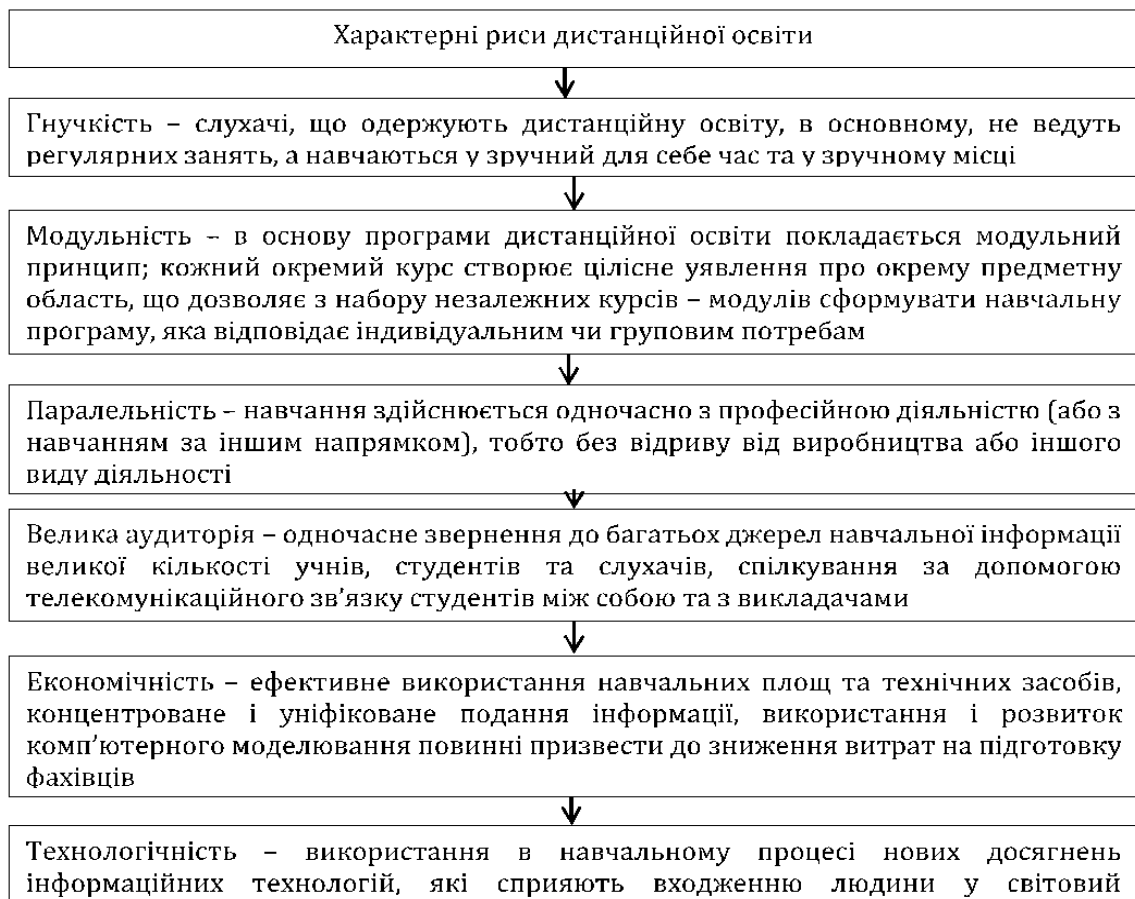 Характерні риси дистанційної освіти
Гнучкість – слухачі, що одержують дистанційну освіту, в основному, не ведуть
регулярних занять, а навчаються у зручний для себе час та у зручному місці
Модульність – в основу програми дистанційної освіти покладається модульний
принцип; кожний окремий курс створює цілісне уявлення про окрему предметну
область, що дозволяє з набору незалежних курсів – модулів сформувати навчальну
програму, яка відповідає індивідуальним чи груповим потребам
Паралельність – навчання здійснюється одночасно з професійною діяльністю (або з
навчанням за іншим напрямком), тобто без відриву від виробництва або іншого
виду діяльності
Велика аудиторія – одночасне звернення до багатьох джерел навчальної інформації
великої кількості учнів, студентів та слухачів, спілкування за допомогою
телекомунікаційного зв’язку студентів між собою та з викладачами
Економічність – ефективне використання навчальних площ та технічних засобів,
концентроване і уніфіковане подання інформації, використання і розвиток
комп’ютерного моделювання повинні призвести до зниження витрат на підготовку
фахівців
Технологічність – використання в навчальному процесі нових досягнень
інформаційних технологій, які сприяють входженню людини у світовий